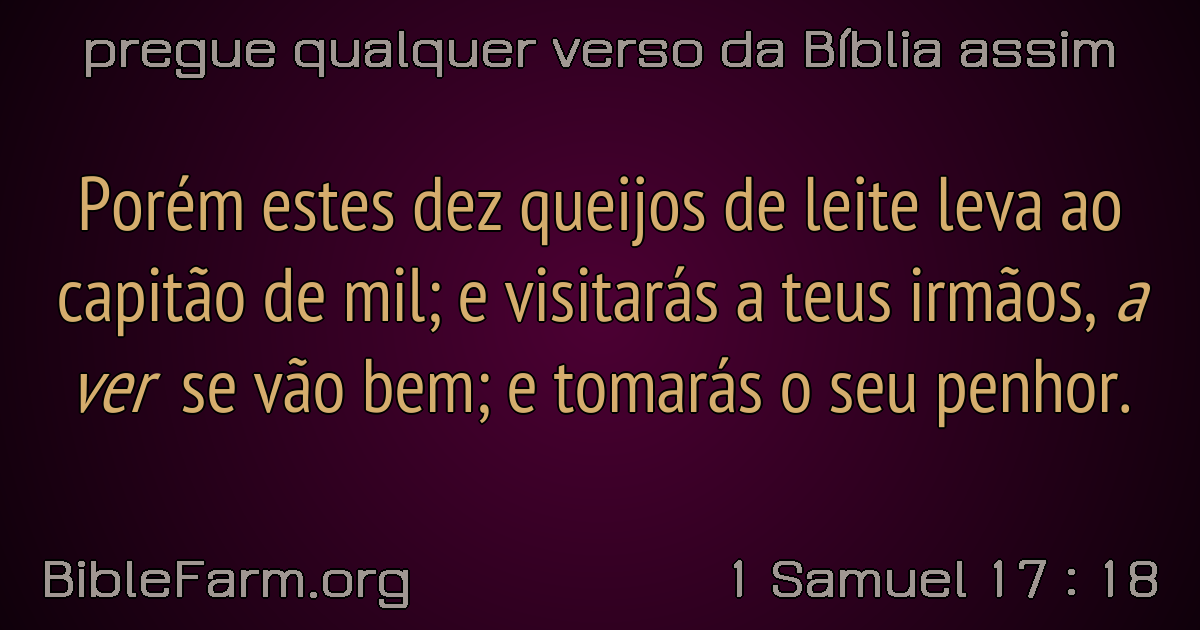 pregue qualquer verso da Bíblia assim
Porém estes dez queijos de leite leva ao
capitão de mil; e visitarás a teus irmãos, a
ver se vão bem; e tomarás o seu penhor.
BibleFarm.org
1 Samuel 17 : 18